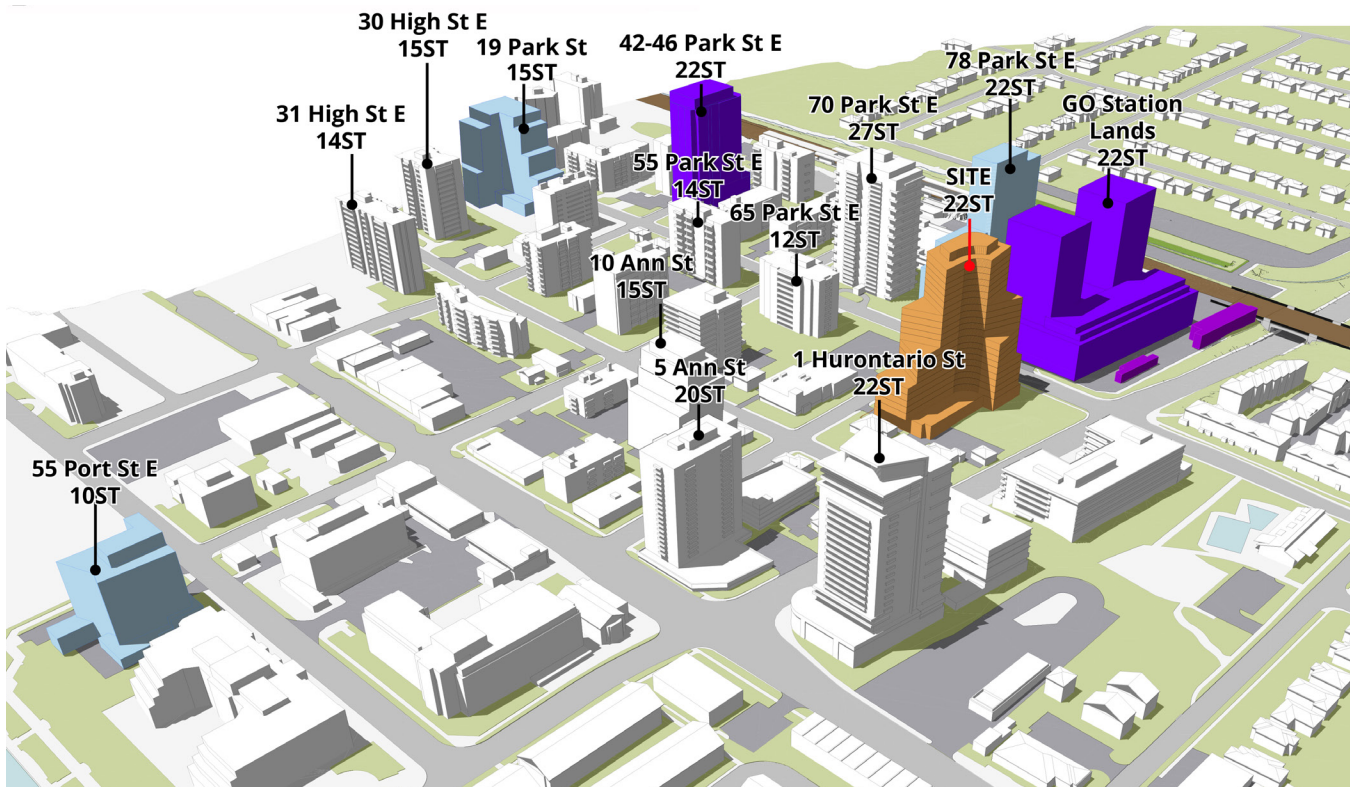 30 High St E
15ST
19 Park St
15ST
42-46 Park St E
22ST
78 Park St E
22ST
31 High St E
14ST
70 Park St E
27ST
GO Station
Lands
22ST
55 Park St E
14ST
SITE
22ST
65 Park St E
12ST
10 Ann St
15ST
5 Ann St
20ST
1 Hurontario St
22ST
55 Port St E
10ST